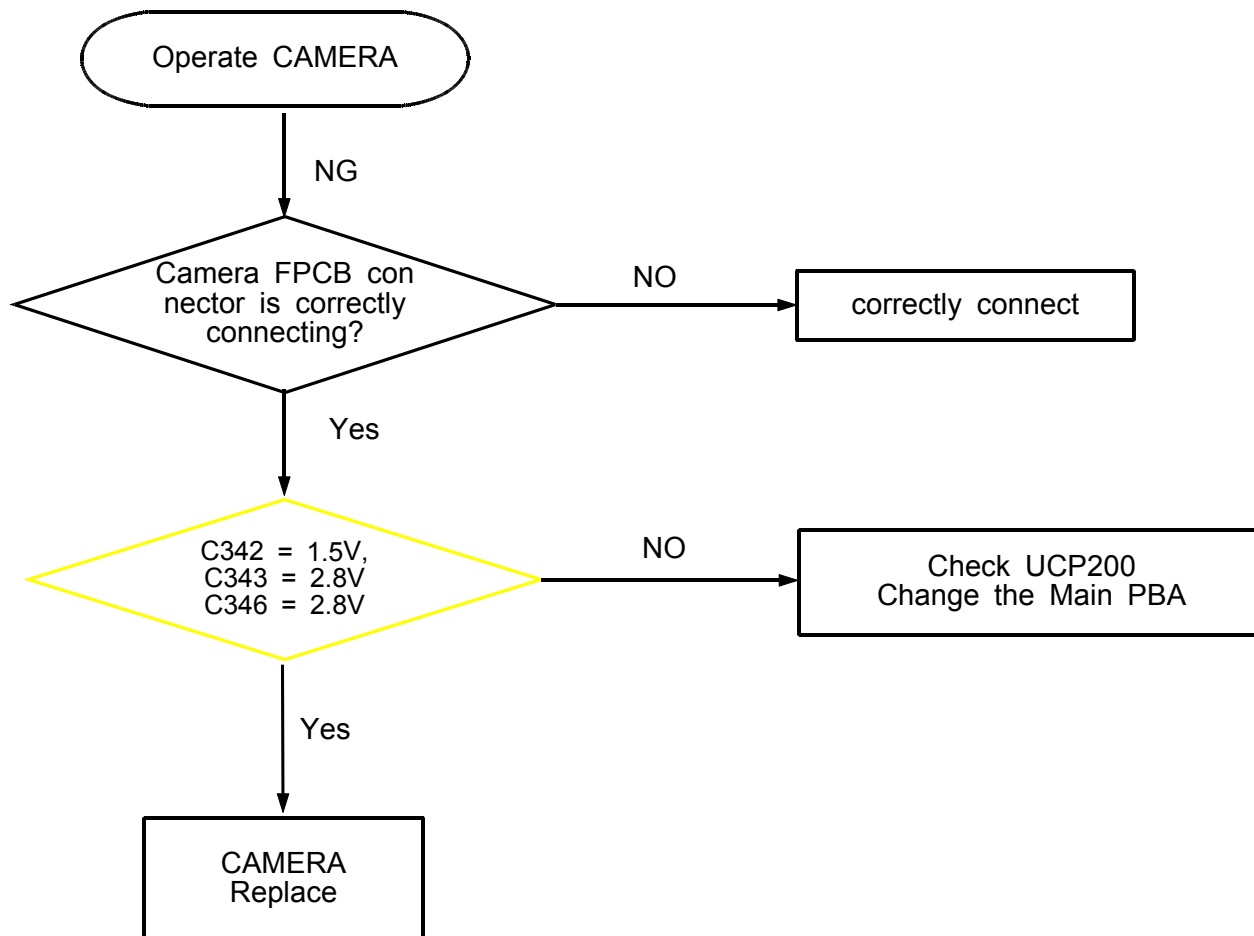 Operate CAMERA
NG
Camera FPCB con
nector is correctly
connecting?
NO
correctly connect
Yes
C342 = 1.5V,
C343 = 2.8V
C346 = 2.8V
NO
Check UCP200
Change the Main PBA
Yes
CAMERA
Replace